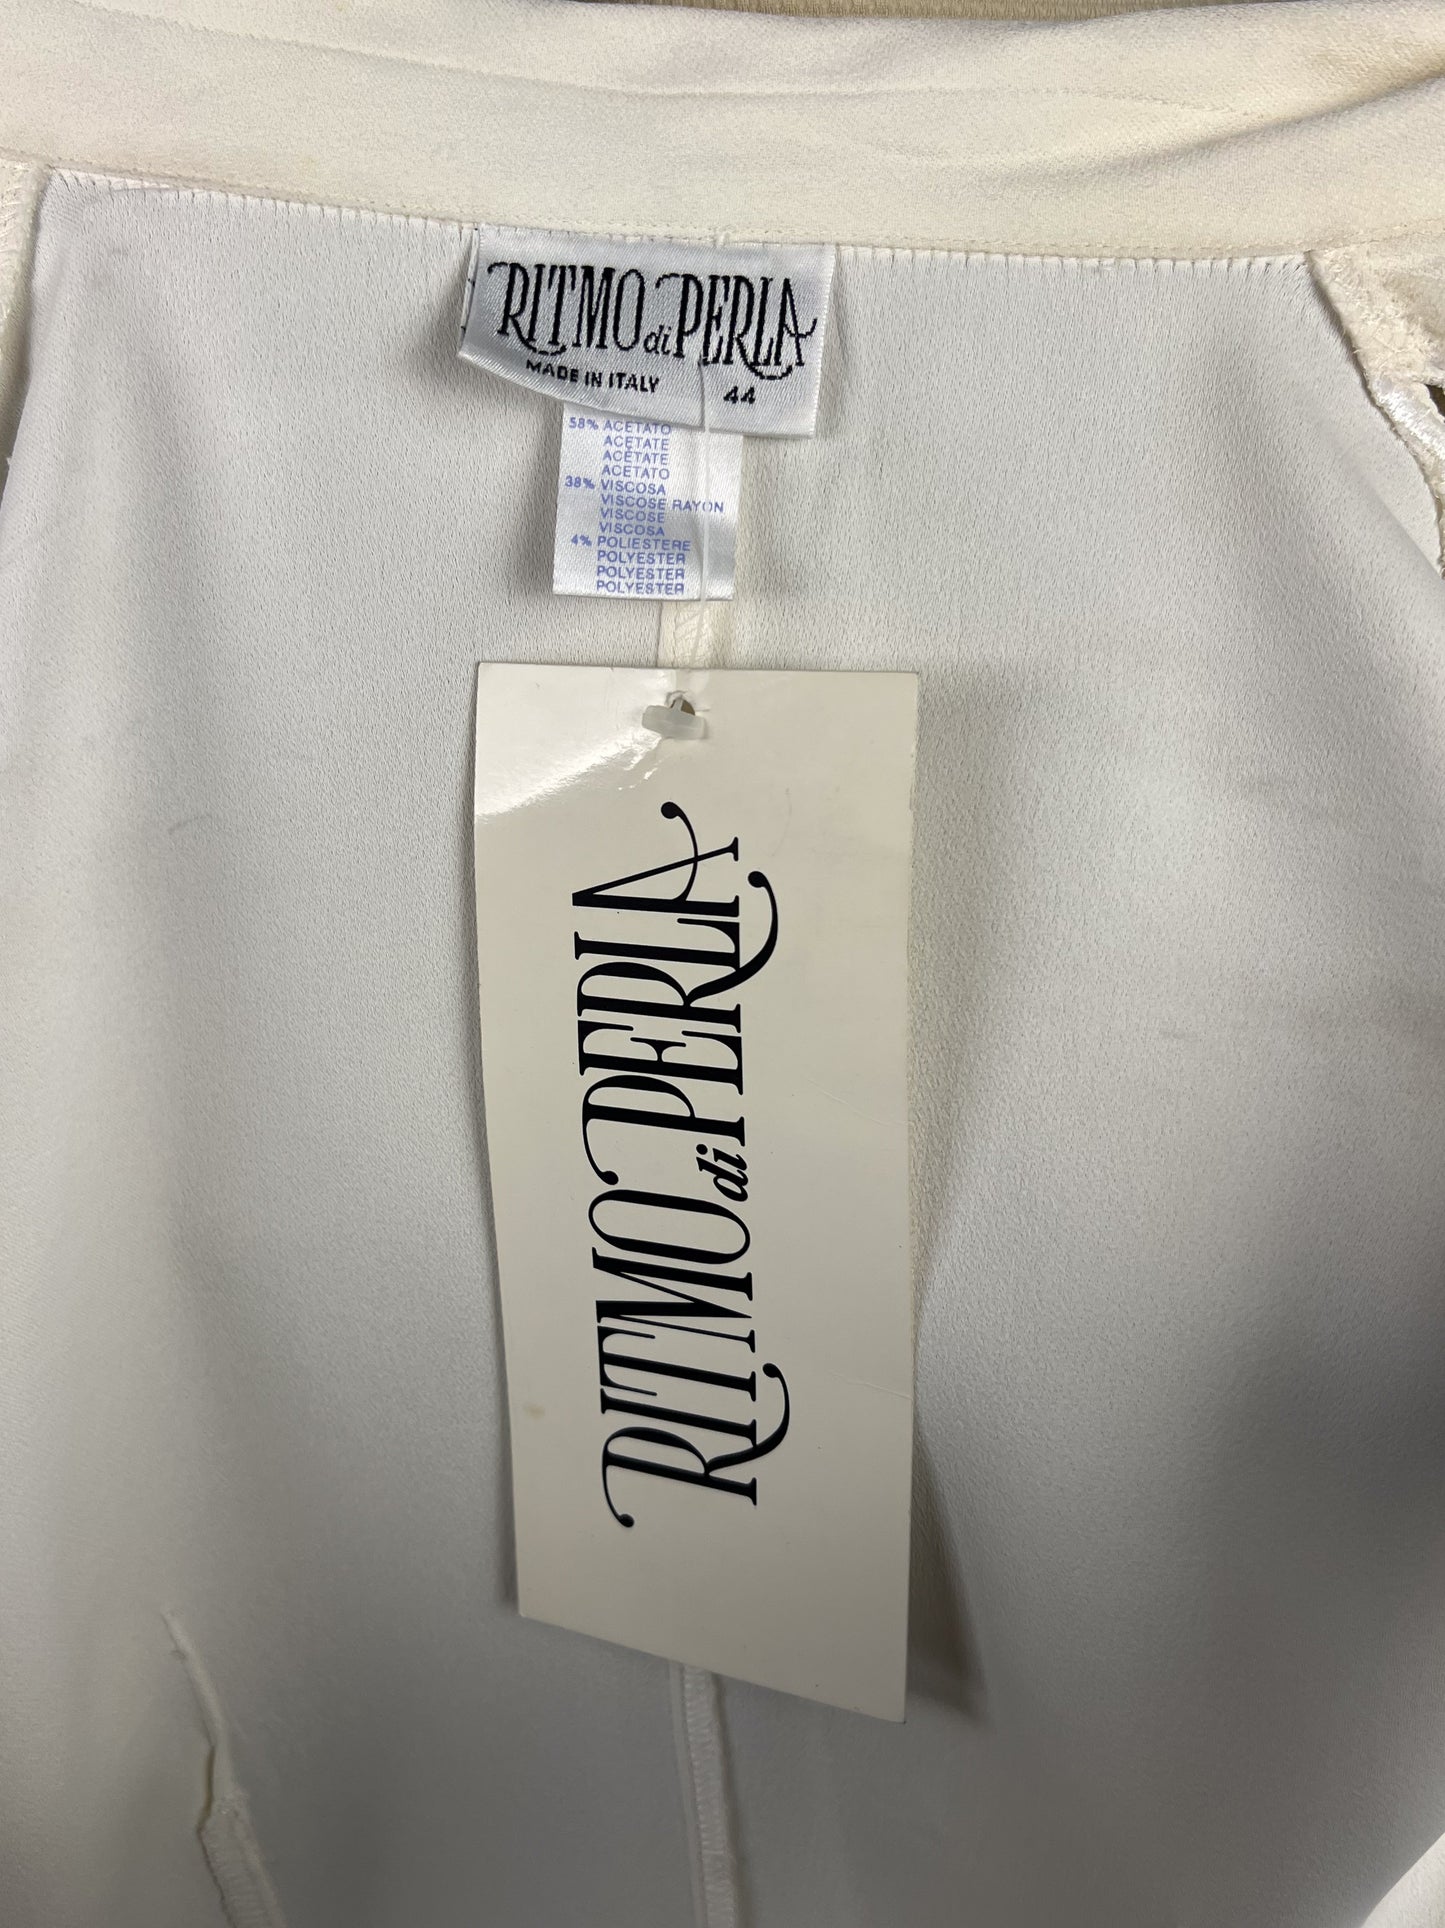 RITMO di PERLA
MADE IN ITALY 44
58% ACETATO
ACÉTATE
ACETATE
ACETATO
38% VISCOSA
VISCOSE RAYON
VISCOSE
VISCOSA
4% POLIESTERE
POLYESTER
POLYESTER
POLYESTER
RITMO di PERLA